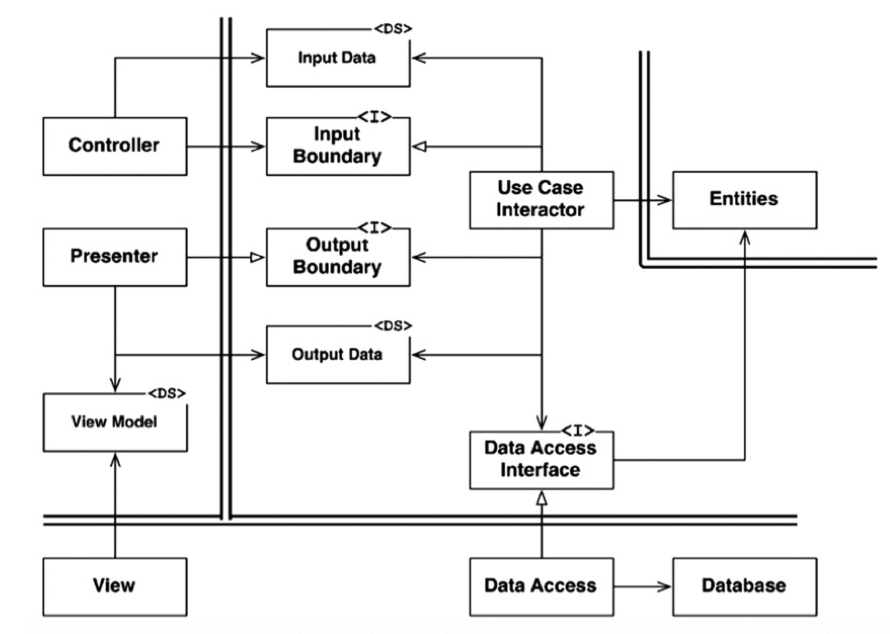 <DS>
Input Data
<I>
Input
Boundary
Controller
Use Case
Interactor
Entities
<I>
Output
Boundary
Presenter
<DS>
Output Data
<DS>
View Model
<I>
Data Access
Interface
View
Data Access
Database